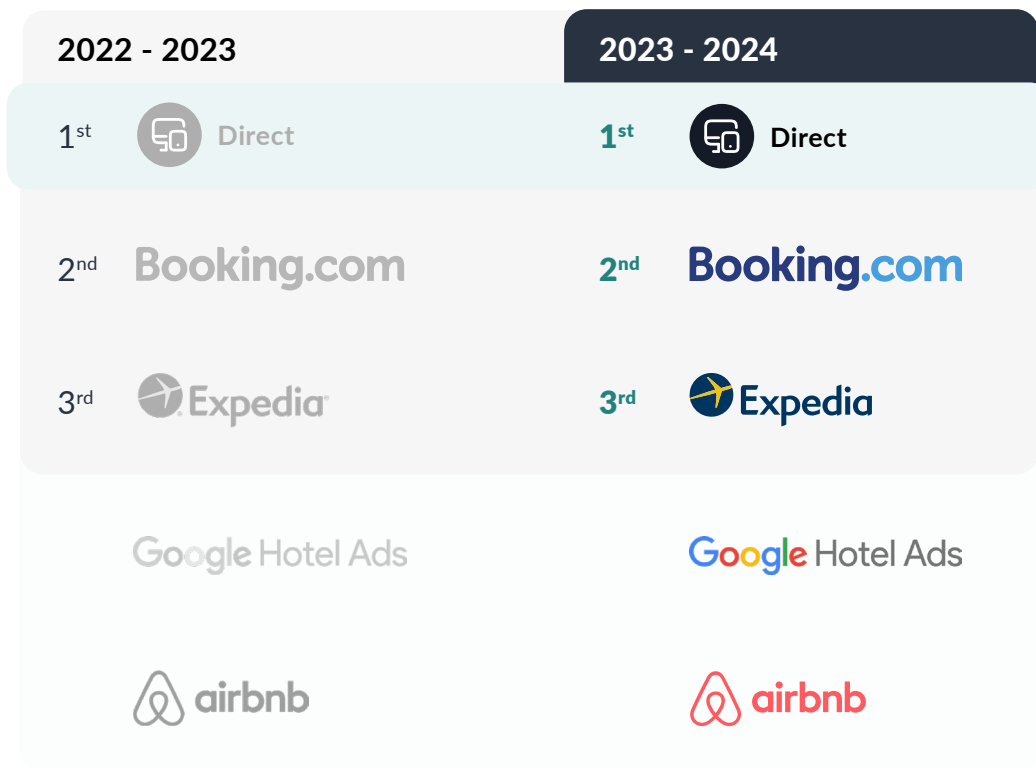 2022 - 2023 2023 - 2024
1st Direct 1st Direct
2nd Booking.com 2nd Booking.com
3rd Expedia 3rd Expedia
Google Hotel Ads Google Hotel Ads
airbnb airbnb